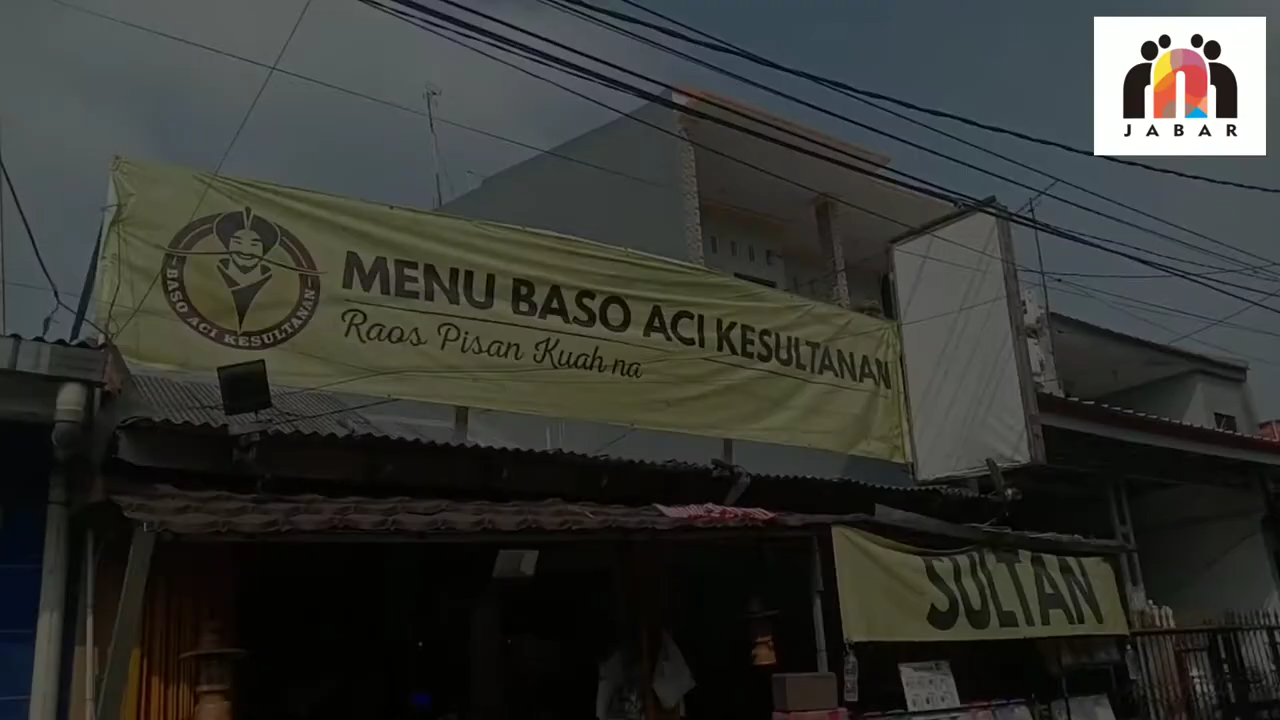 JABAR
MENU BASO ACI KESULTANAN
Raos Pisan Kuah na
BASO ACI KESULTANAN
SULTAN